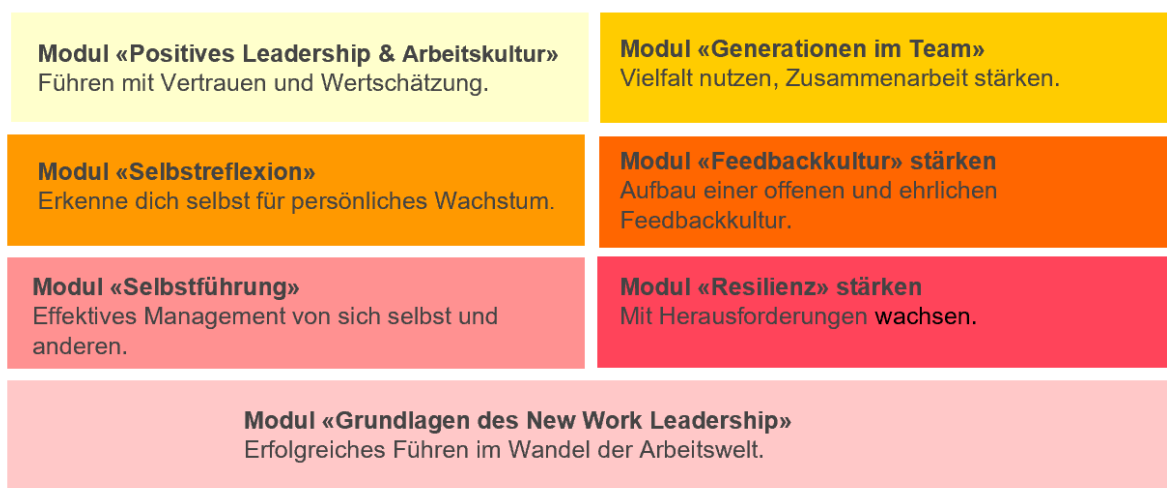 Modul «Positives Leadership & Arbeitskultur»
Führen mit Vertrauen und Wertschätzung.
Modul «Generationen im Team»
Vielfalt nutzen, Zusammenarbeit stärken.
Modul «Selbstreflexion»
Erkenne dich selbst für persönliches Wachstum.
Modul «Feedbackkultur» stärken
Aufbau einer offenen und ehrlichen
Feedbackkultur.
Modul «Selbstführung»
Effektives Management von sich selbst und
anderen.
Modul «Resilienz» stärken
Mit Herausforderungen wachsen.
Modul «Grundlagen des New Work Leadership»
Erfolgreiches Führen im Wandel der Arbeitswelt.